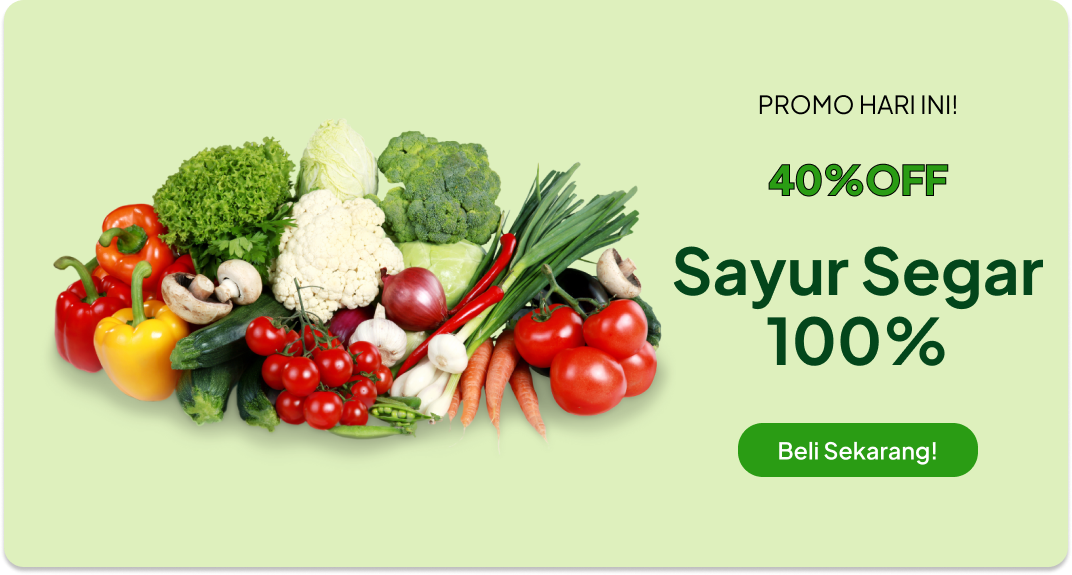 PROMO HARI INI!
40%OFF
Sayur Segar
100%
Beli Sekarang!